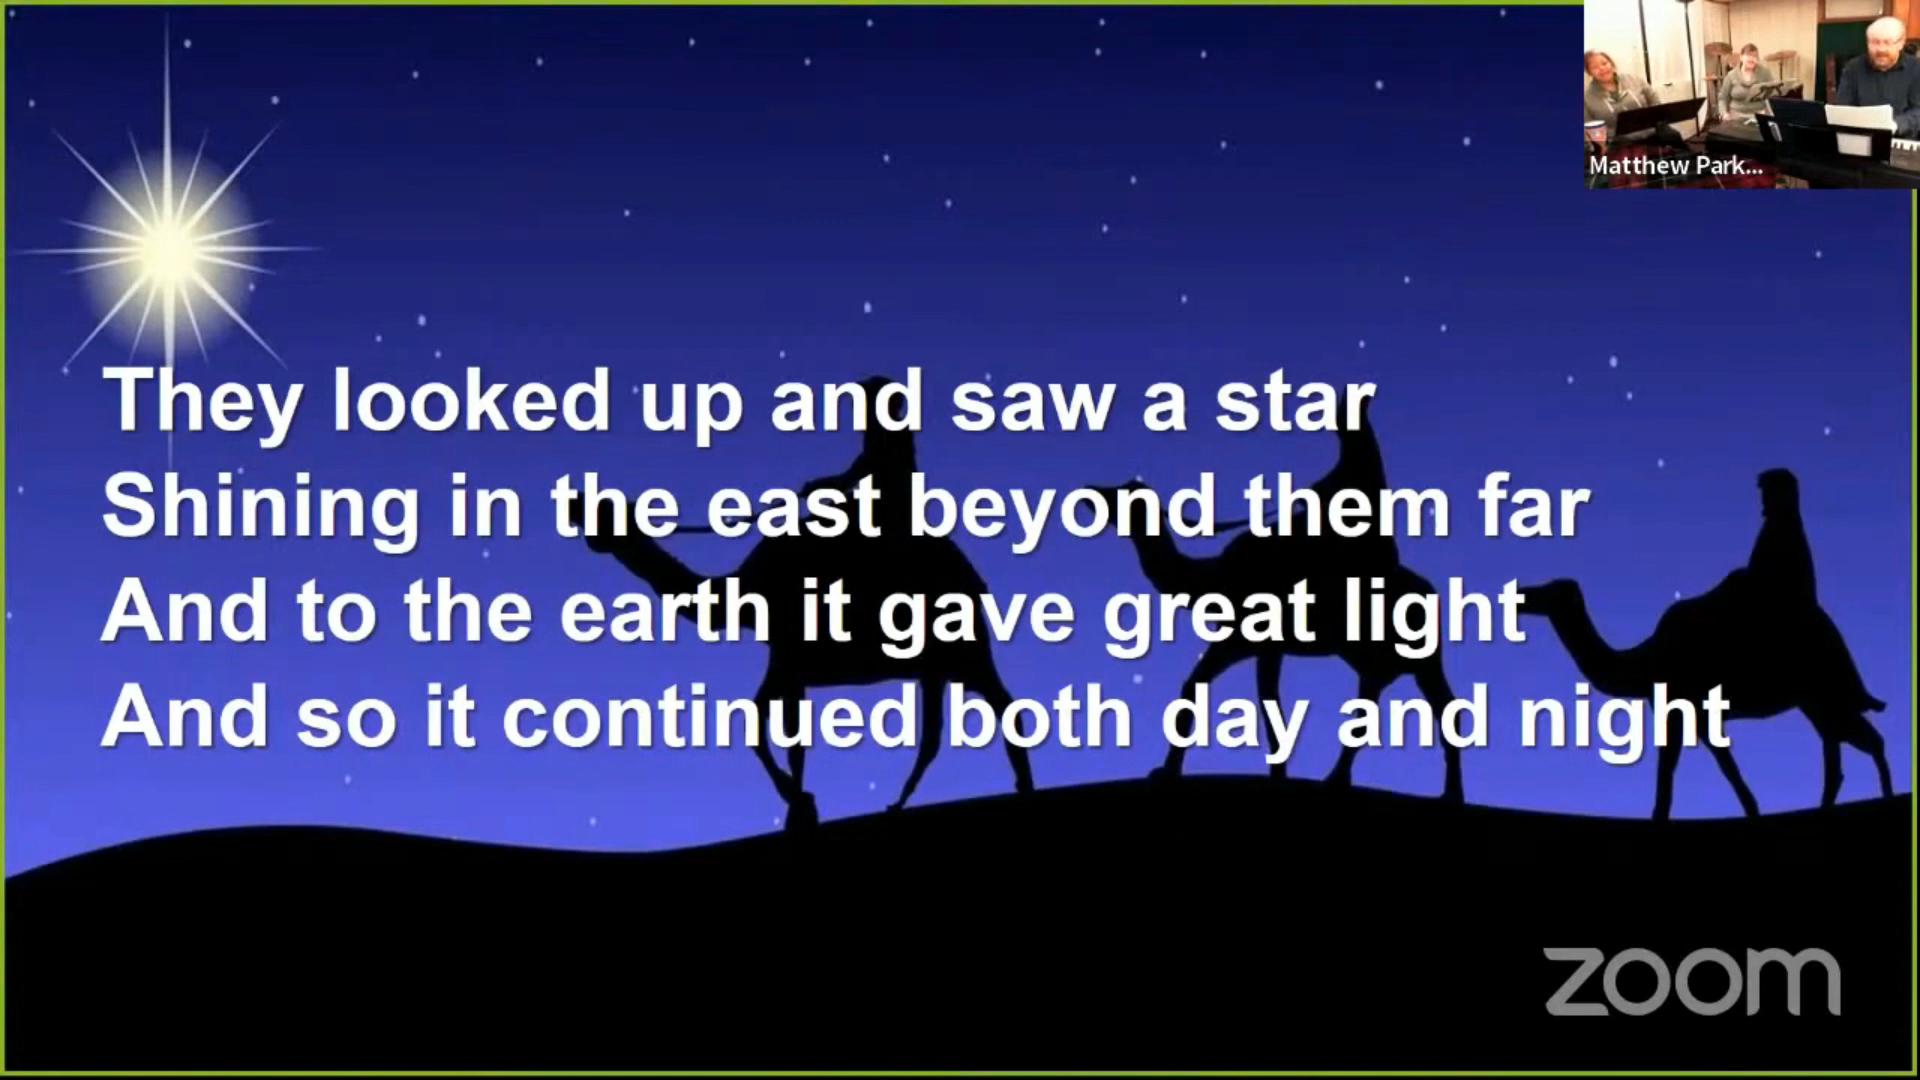 Matthew Park...
They looked up and saw a star
Shining in the east beyond them far
And to the earth it gave great light
And so it continued both day and night
zoom